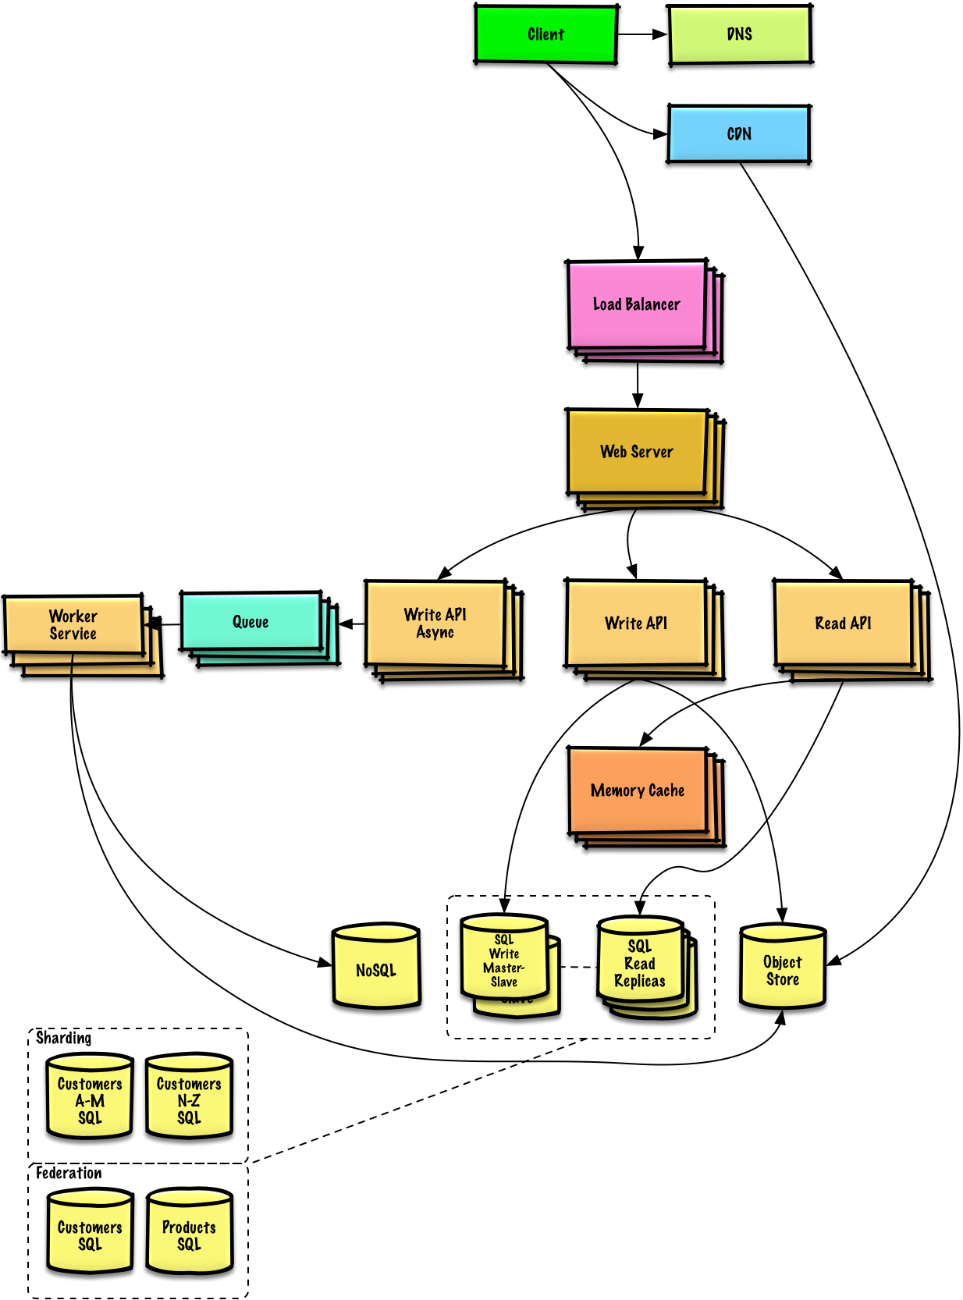 Client
DNS
CDN
Load Balancer
Web Server
Worker
Service
Queue
Write API
Async
Write API
Read API
Memory Cache
NoSQL
SQL
Write
Master-
Slave
Slave
SQL
Read
Replicas
Object
Store
Sharding
Customers
A-M
SQL
Customers
N-Z
SQL
Federation
Customers
SQL
Products
SQL